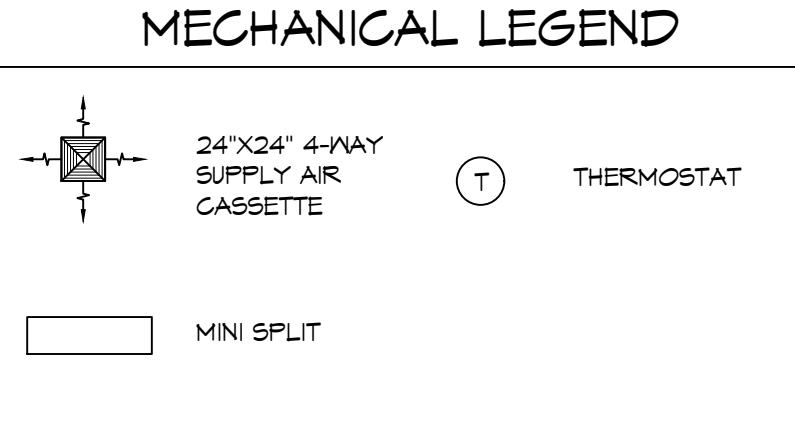 MECHANICAL LEGEND
24"X24" 4-WAY
SUPPLY AIR
CASSETTE
T
THERMOSTAT
MINI SPLIT